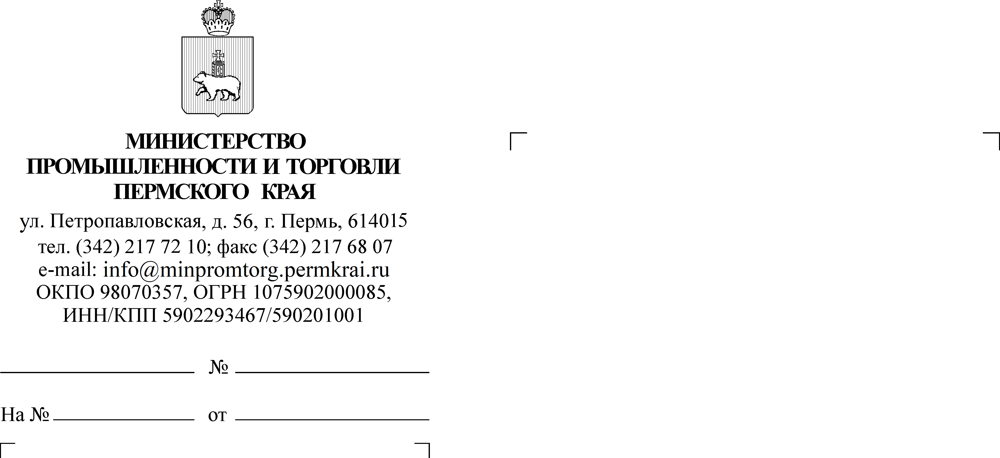 МИНИСТЕРСТВО
ПРОМЫШЛЕННОСТИ И ТОРГОВЛИ
ПЕРМСКОГО КРАЯ
ул. Петропавловская, д. 56, г. Пермь, 614015
тел. (342) 217 72 10; факс (342) 217 68 07
e-mail: info@minpromtorg.permkrai.ru
ОКПО 98070357, ОГРН 1075902000085,
ИНН/КПП 5902293467/590201001
№
На № от